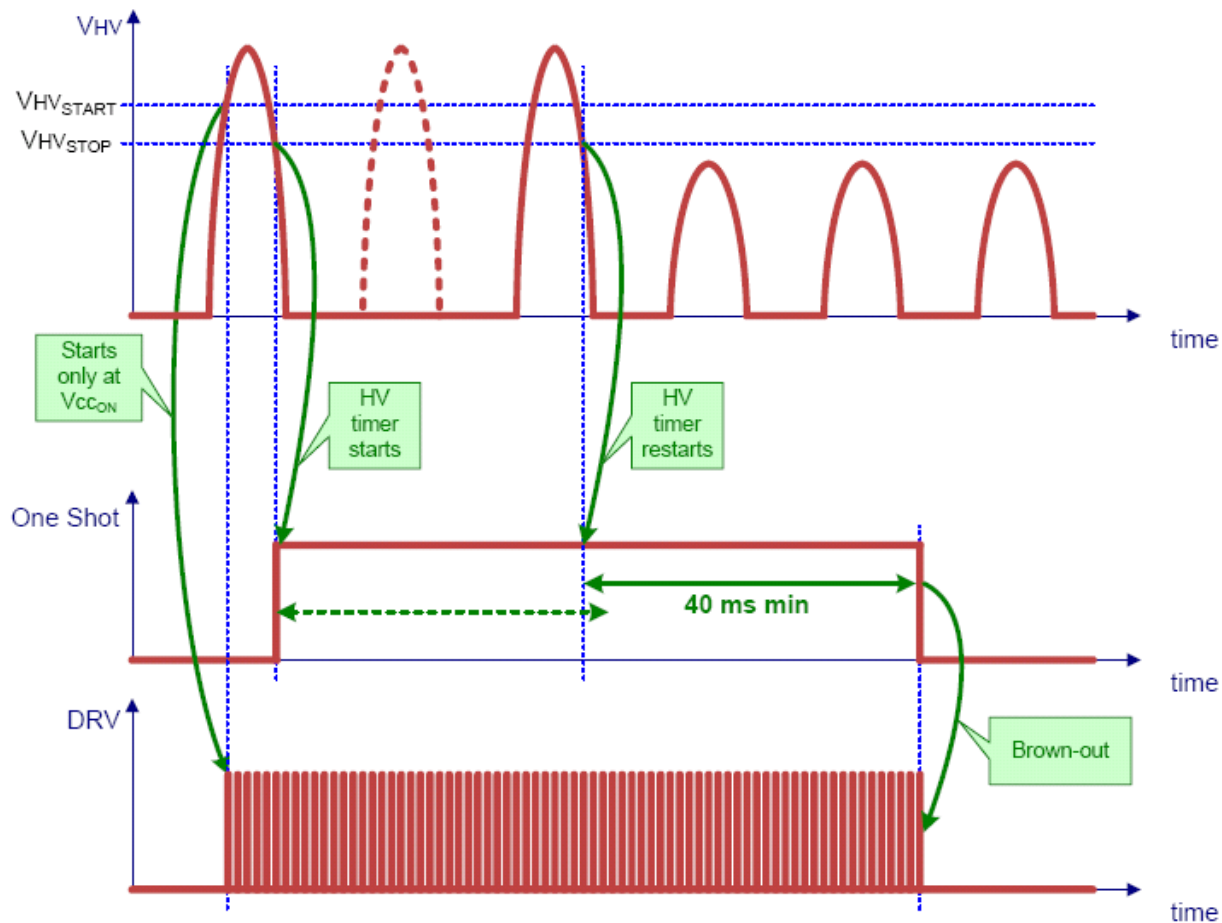 VHV
VHVSTART
VHVSTOP
time
Starts
only at
VccON
HV
timer
starts
HV
timer
restarts
One Shot
40 ms min
time
DRV
Brown-out
time